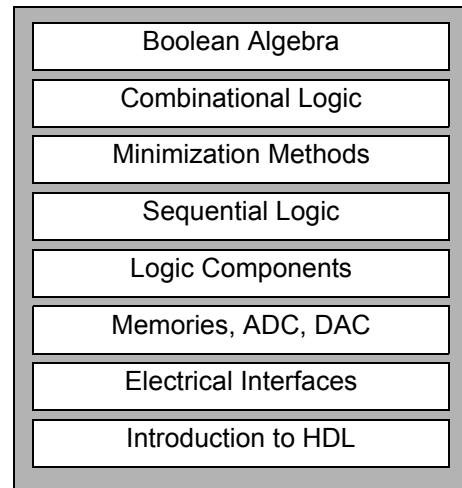 Boolean Algebra
Combinational Logic
Minimization Methods
Sequential Logic
Logic Components
Memories, ADC, DAC
Electrical Interfaces
Introduction to HDL